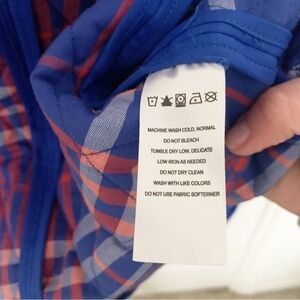 MACHINE WASH COLD, NORMAL
DO NOT BLEACH
TUMBLE DRY LOW, DELICATE
LOW IRON AS NEEDED
DO NOT DRY CLEAN
WASH WITH LIKE COLORS
DO NOT USE FABRIC SOFTERNER